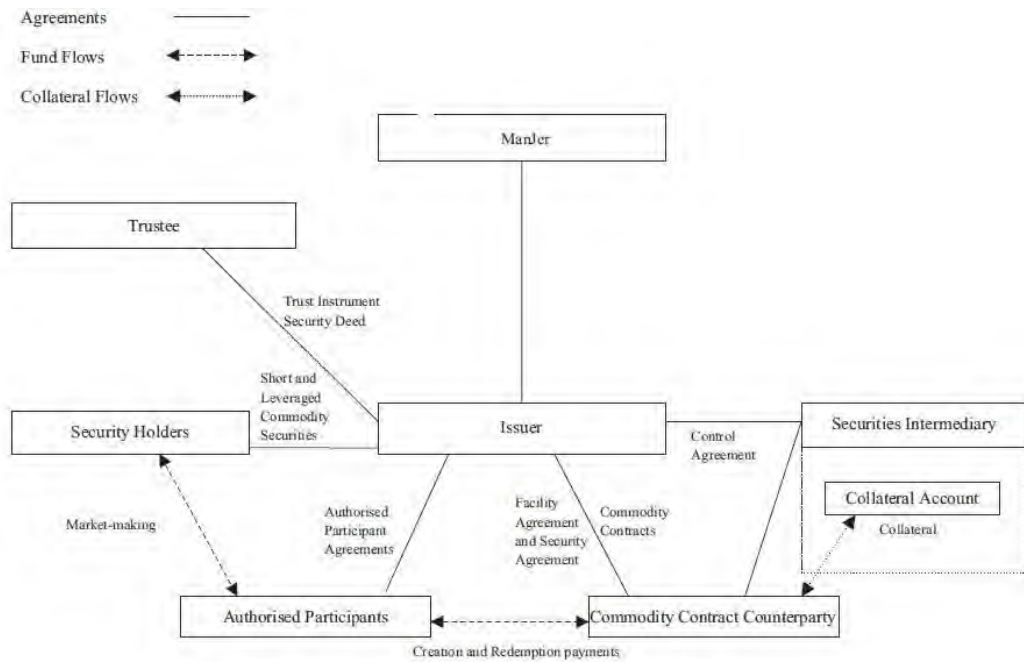 Agreements
Fund Flows
Collateral Flows
ManJer
Trustee
Trust Instrument
Security Deed
Short and
Leveraged
Commodity
Securities
Security Holders
Issuer
Control
Agreement
Securities Intermediary
Collateral Account
Collateral
Market-making
Authorised
Participant
Agreements
Facility
Agreement
and Security
Agreement
Commodity
Contracts
Authorised Participants
Commodity Contract Counterparty
Creation and Redemption payments